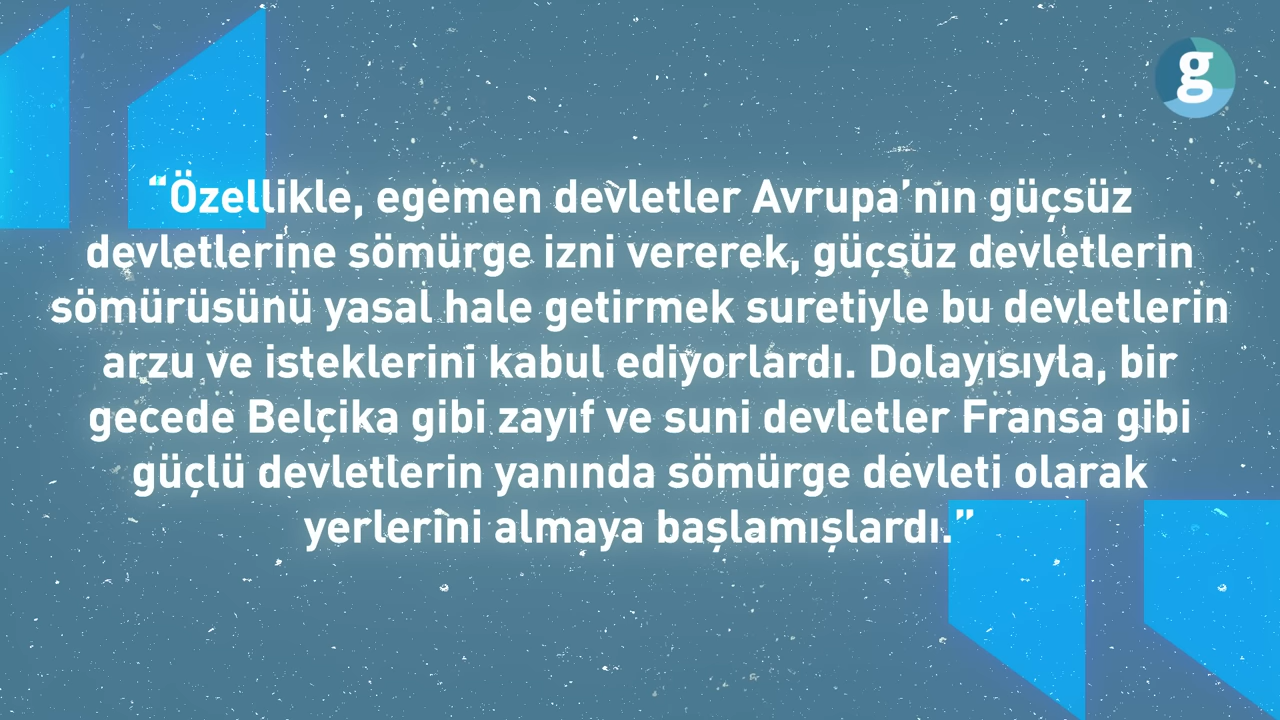 g
“Özellikle, egemen devletler Avrupa’nın güçsüz
devletlerine sömürge izni vererek, güçsüz devletlerin
sömürüsünü yasal hale getirmek suretiyle bu devletlerin
arzu ve isteklerini kabul ediyorlardı. Dolayısıyla, bir
gecede Belçika gibi zayıf ve suni devletler Fransa gibi
güçlü devletlerin yanında sömürge devleti olarak
yerlerini almaya başlamışlardı.”